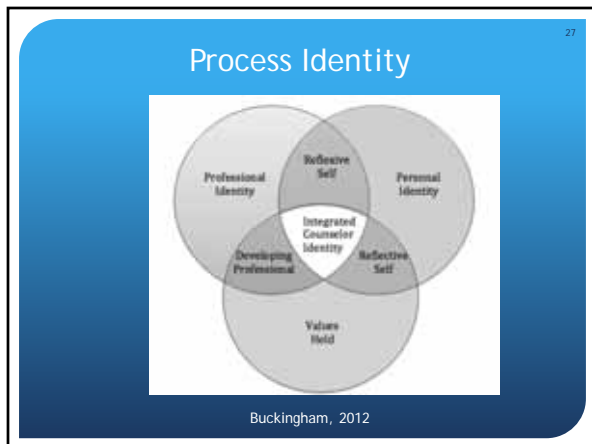 27
Process Identity
Reflexive
Self
Professional
Identity
Personal
Identity
Integrated
Counselor
Identity
Developing
Professional
Reflective
Self
Values
Held
Buckingham, 2012